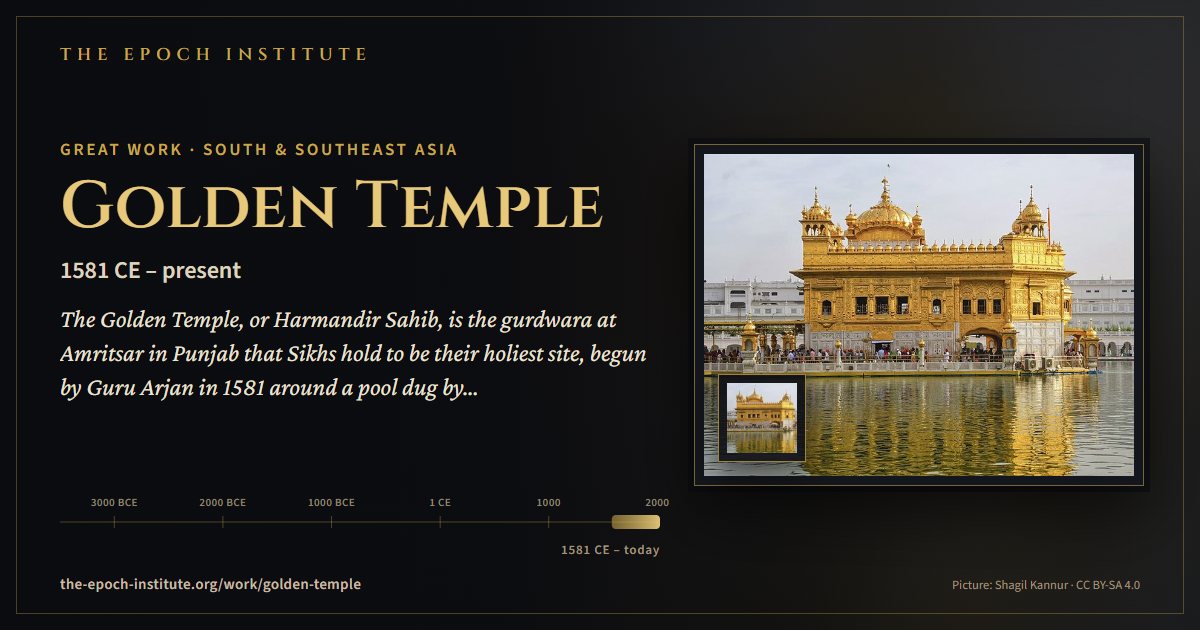 THE EPOCH INSTITUTE
GREAT WORK · SOUTH & SOUTHEAST ASIA
GOLDEN TEMPLE
1581 CE – present
The Golden Temple, or Harmandir Sahib, is the gurdwara at
Amritsar in Punjab that Sikhs hold to be their holiest site, begun
by Guru Arjan in 1581 around a pool dug by...
3000 BCE 2000 BCE 1000 BCE 1 CE 1000 2000
1581 CE – today
the-epoch-institute.org/work/golden-temple
Picture: Shagil Kannur · CC BY-SA 4.0